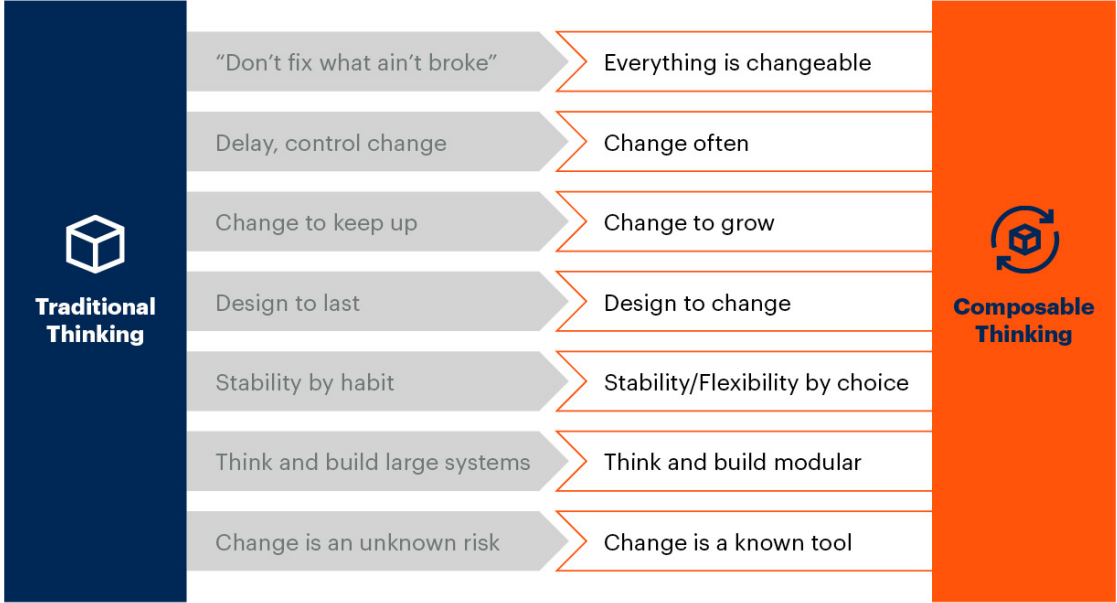 “Don’t fix what ain’t broke”
Everything is changeable
Delay, control change
Change often
Change to keep up
Change to grow
Traditional
Thinking
Design to last
Design to change
Composable
Thinking
Stability by habit
Stability/Flexibility by choice
Think and build large systems
Think and build modular
Change is an unknown risk
Change is a known tool